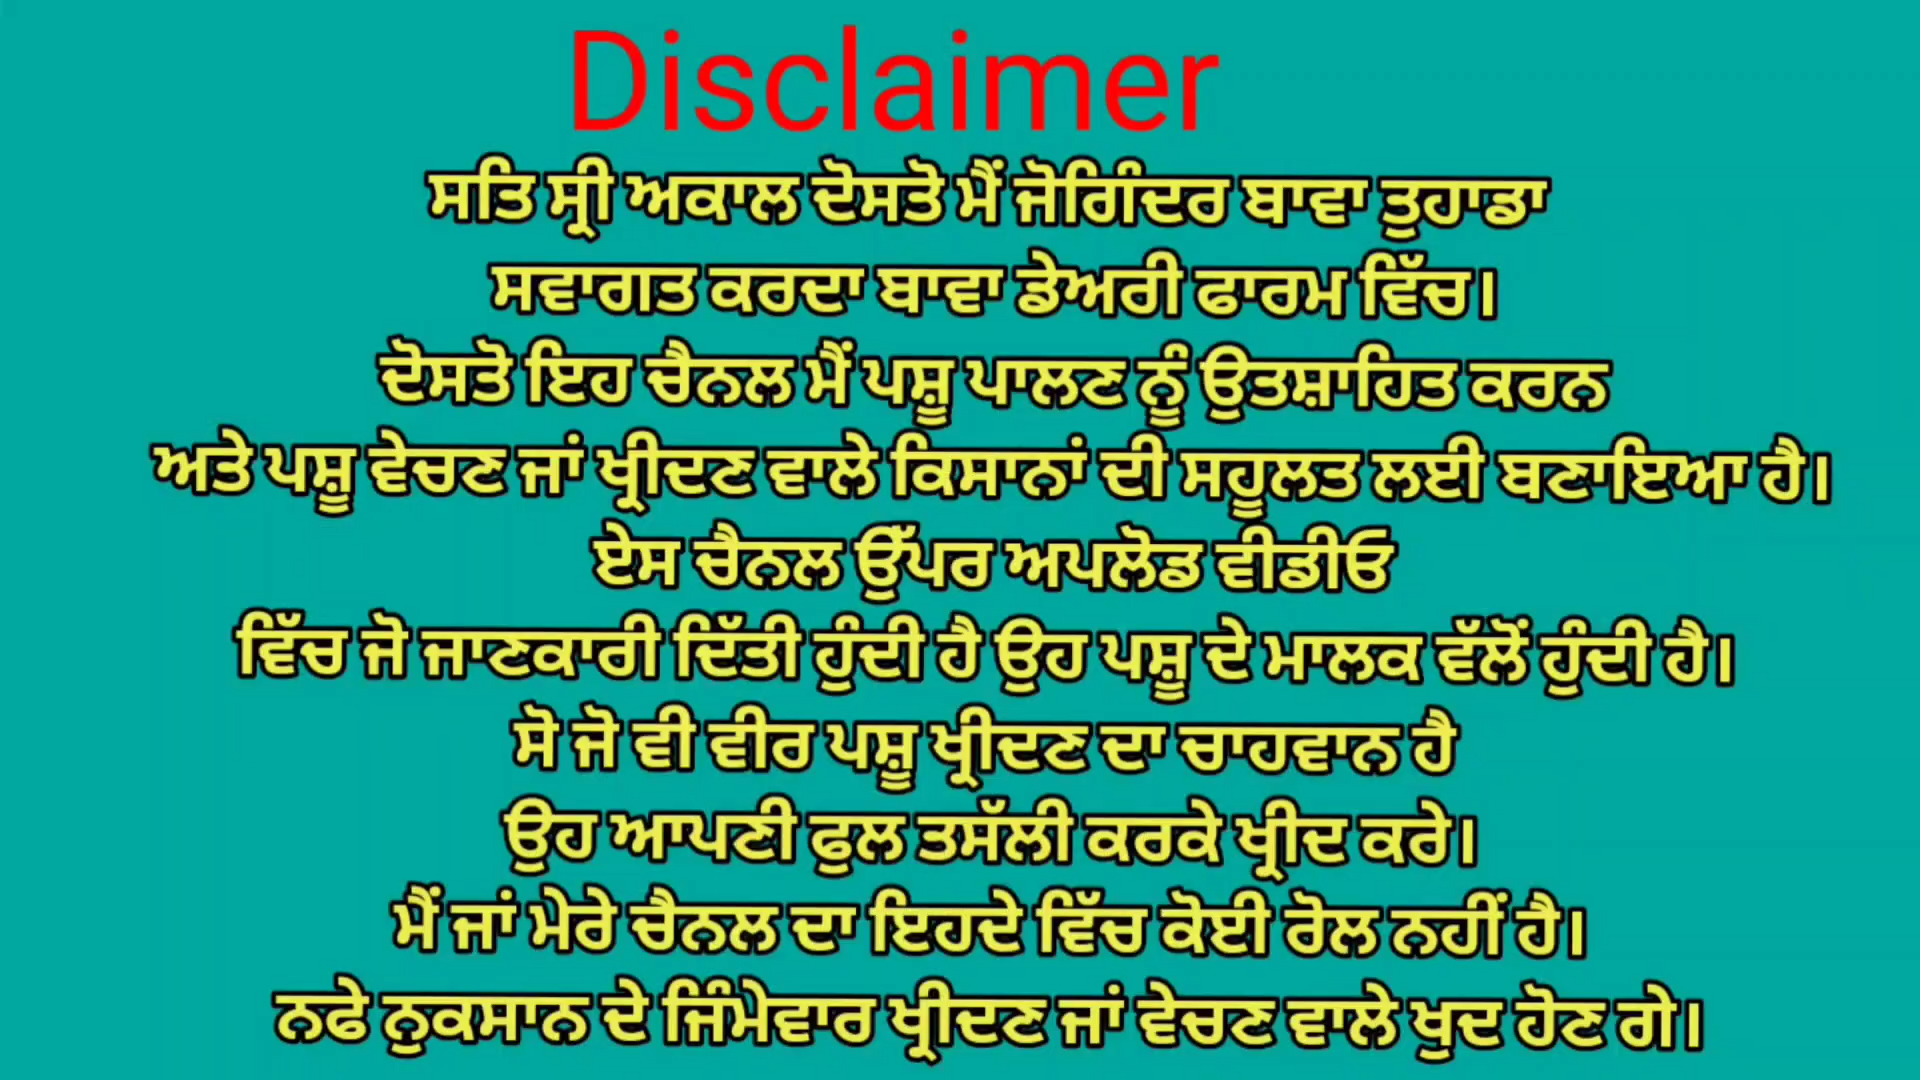 Disclaimer
ਸਤਿ ਸ੍ਰੀ ਅਕਾਲ ਦੋਸਤੋ ਮੈਂ ਜੋਗਿੰਦਰ ਬਾਵਾ ਤੁਹਾਡਾ
ਸਵਾਗਤ ਕਰਦਾ ਬਾਵਾ ਡੇਅਰੀ ਫਾਰਮ ਵਿੱਚ।
ਦੋਸਤੋ ਇਹ ਚੈਨਲ ਮੈਂ ਪਸ਼ੂ ਪਾਲਣ ਨੂੰ ਉਤਸ਼ਾਹਿਤ ਕਰਨ
ਅਤੇ ਪਸ਼ੂ ਵੇਚਣ ਜਾਂ ਖ੍ਰੀਦਣ ਵਾਲੇ ਕਿਸਾਨਾਂ ਦੀ ਸਹੂਲਤ ਲਈ ਬਣਾਇਆ ਹੈ।
ਏਸ ਚੈਨਲ ਉੱਪਰ ਅਪਲੋਡ ਵੀਡੀਓ
ਵਿੱਚ ਜੋ ਜਾਣਕਾਰੀ ਦਿੱਤੀ ਹੁੰਦੀ ਹੈ ਉਹ ਪਸ਼ੂ ਦੇ ਮਾਲਕ ਵੱਲੋਂ ਹੁੰਦੀ ਹੈ।
ਸੋ ਜੋ ਵੀ ਵੀਰ ਪਸ਼ੂ ਖ੍ਰੀਦਣ ਦਾ ਚਾਹਵਾਨ ਹੈ
ਉਹ ਆਪਣੀ ਫੁਲ ਤਸੱਲੀ ਕਰਕੇ ਖ੍ਰੀਦ ਕਰੇ।
ਮੈਂ ਜਾਂ ਮੇਰੇ ਚੈਨਲ ਦਾ ਇਹਦੇ ਵਿੱਚ ਕੋਈ ਰੋਲ ਨਹੀਂ ਹੈ।
ਨਫੇ ਨੁਕਸਾਨ ਦੇ ਜਿੰਮੇਵਾਰ ਖ੍ਰੀਦਣ ਜਾਂ ਵੇਚਣ ਵਾਲੇ ਖੁਦ ਹੋਣ ਗੇ।